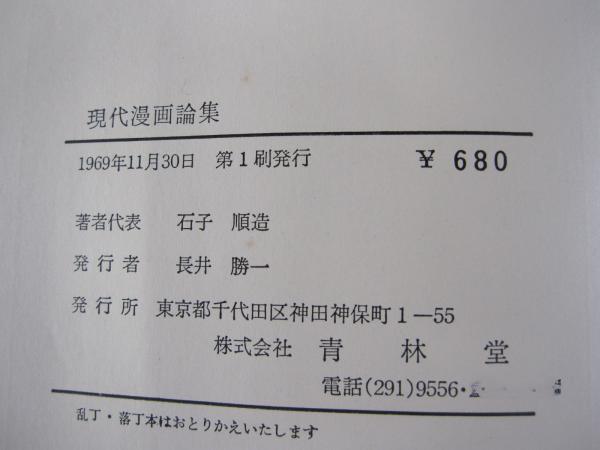 現代漫画論集
1969年11月30日 第1刷発行 ¥ 680
著者代表 石子 順造
発行者 長井 勝一
発行所 東京都千代田区神田神保町1―55
株式会社 青林堂
電話(291)9556・
乱丁・落丁本はおとりかえいたします